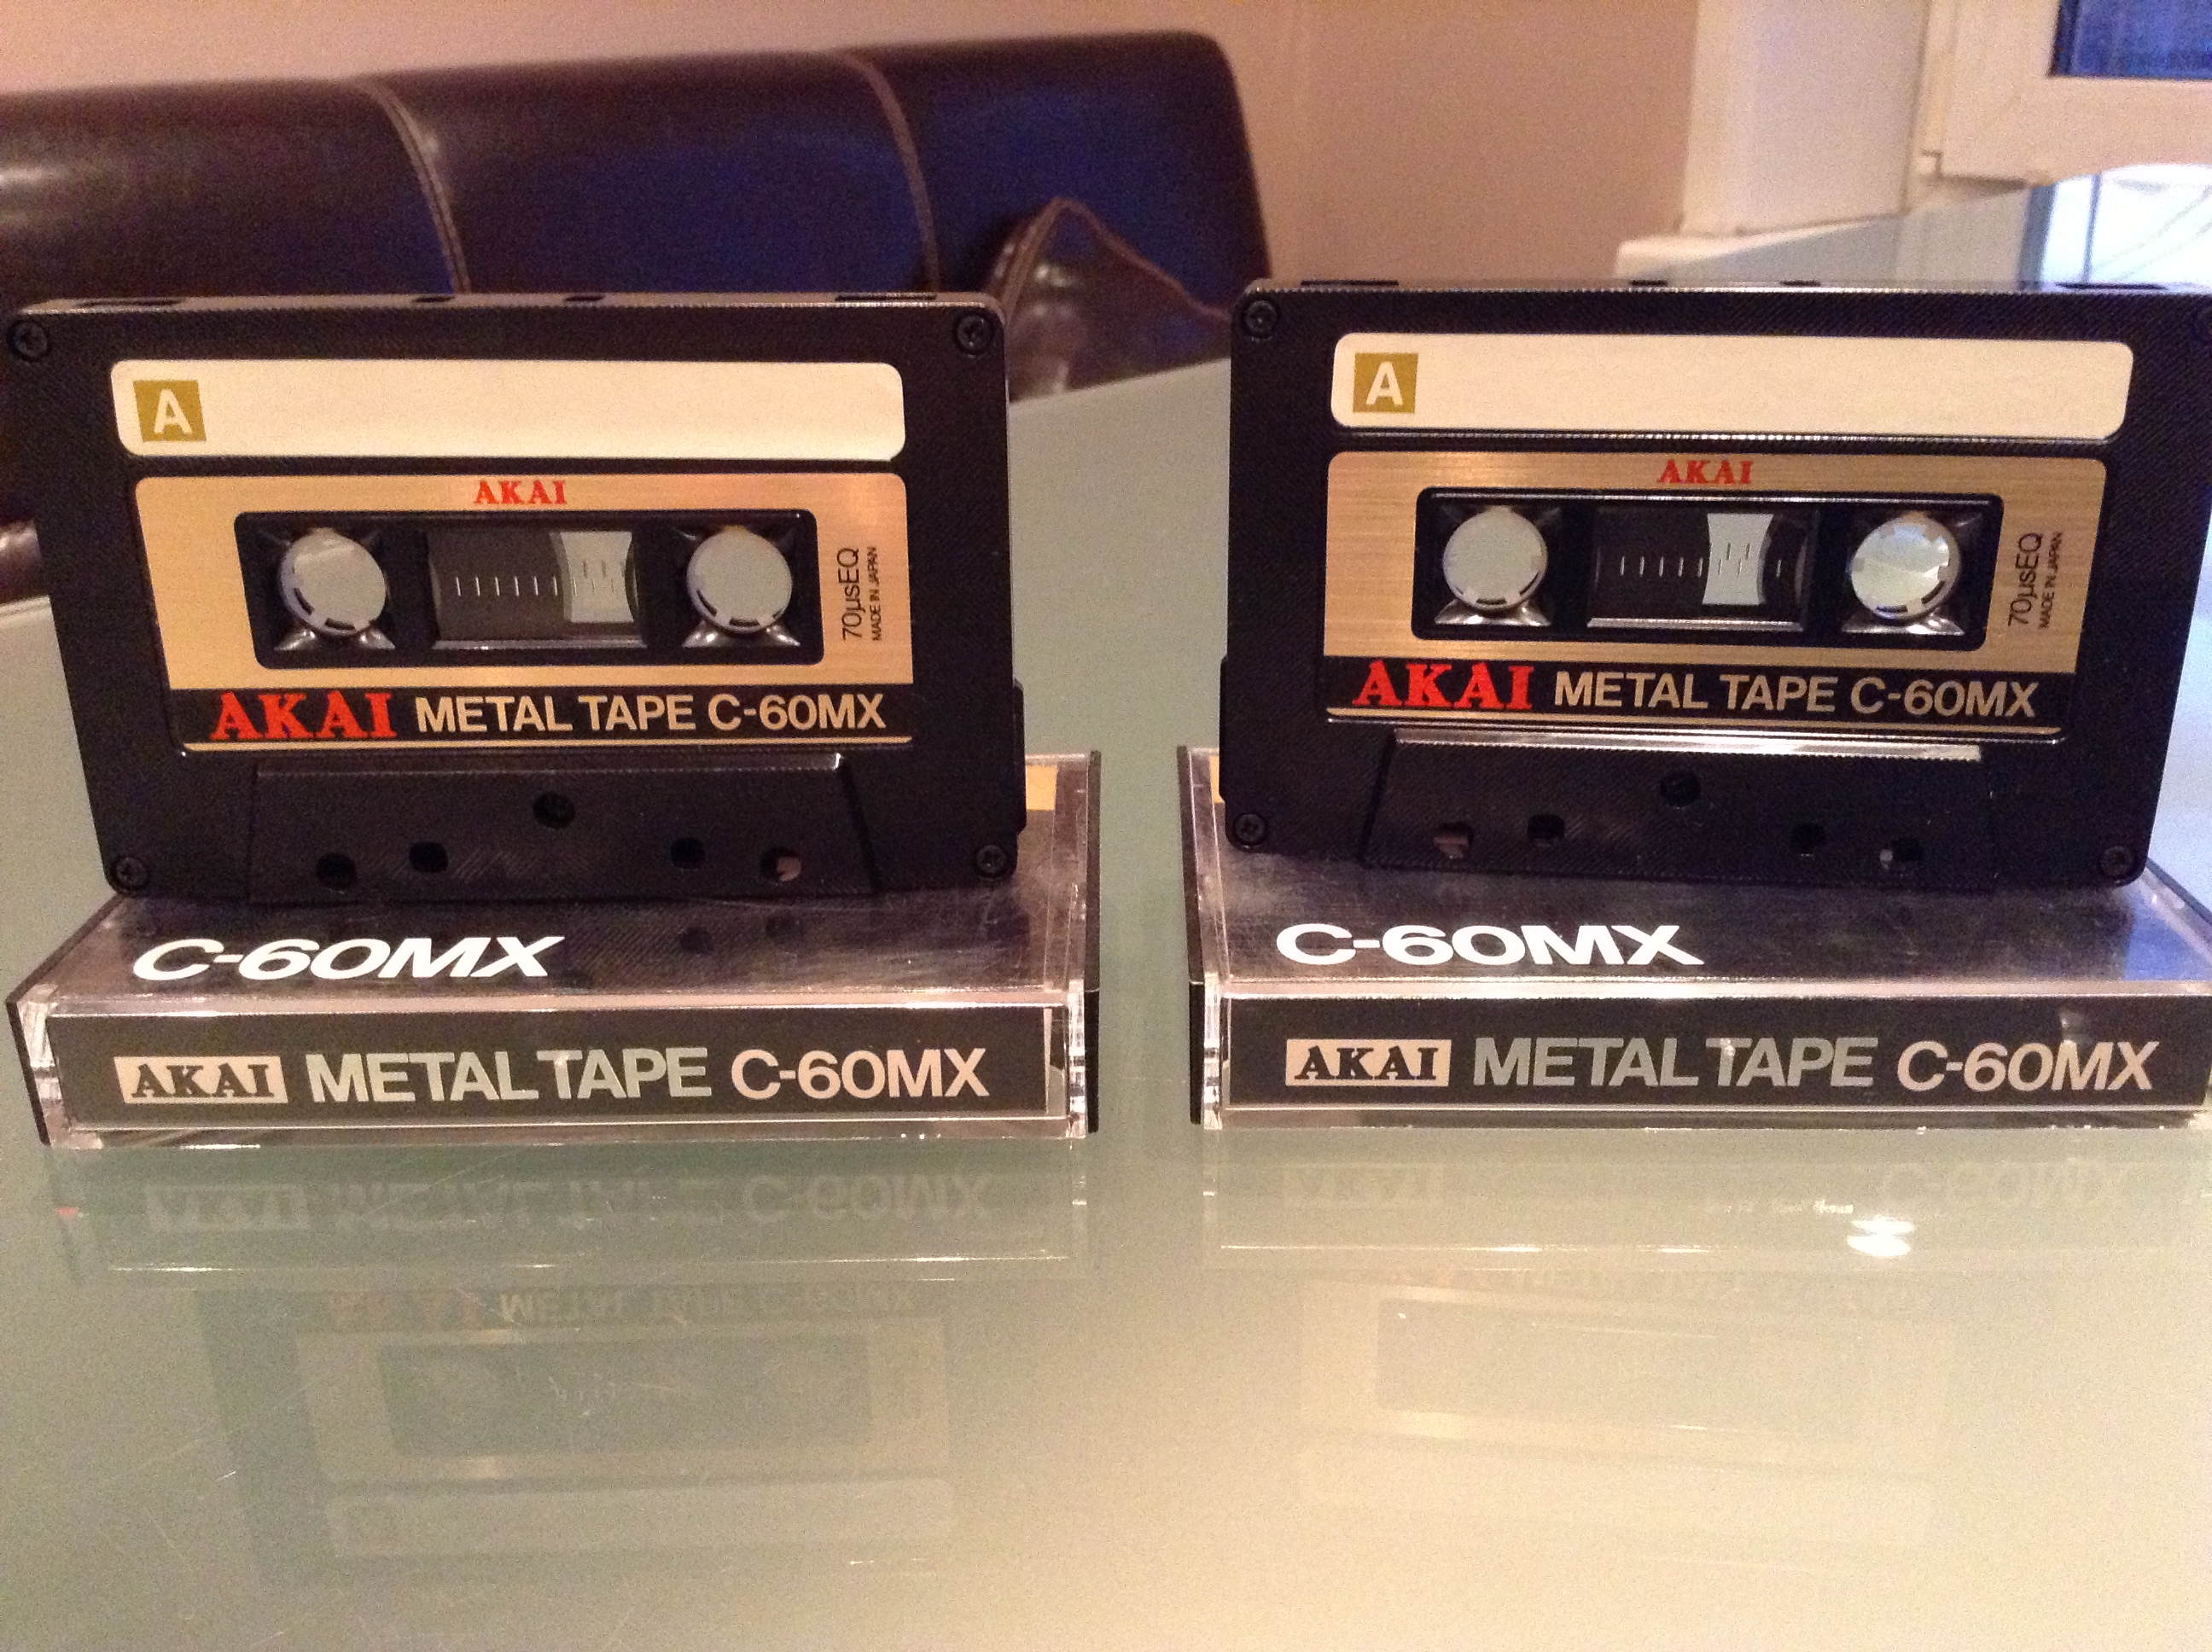 A
AKAI
70µsEQ
MADE IN JAPAN
AKAI METAL TAPE C-60MX
C-60MX
AKAI METAL TAPE C-60MX
A
AKAI
70µsEQ
MADE IN JAPAN
AKAI METAL TAPE C-60MX
C-60MX
AKAI METAL TAPE C-60MX